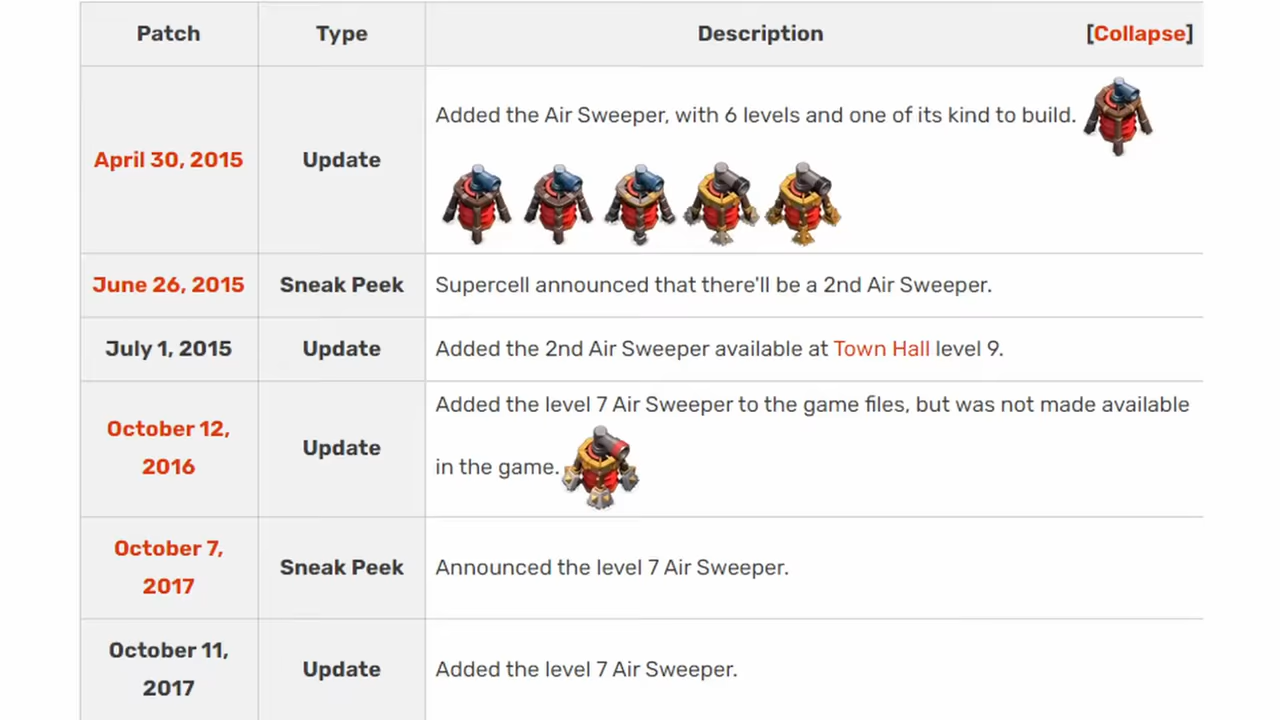 Patch Type Description [Collapse]
April 30, 2015 Update Added the Air Sweeper, with 6 levels and one of its kind to build.
June 26, 2015 Sneak Peek Supercell announced that there'll be a 2nd Air Sweeper.
July 1, 2015 Update Added the 2nd Air Sweeper available at Town Hall level 9.
October 12,
2016
Update
Added the level 7 Air Sweeper to the game files, but was not made available
in the game.
October 7,
2017
Sneak Peek
Announced the level 7 Air Sweeper.
October 11,
2017
Update
Added the level 7 Air Sweeper.